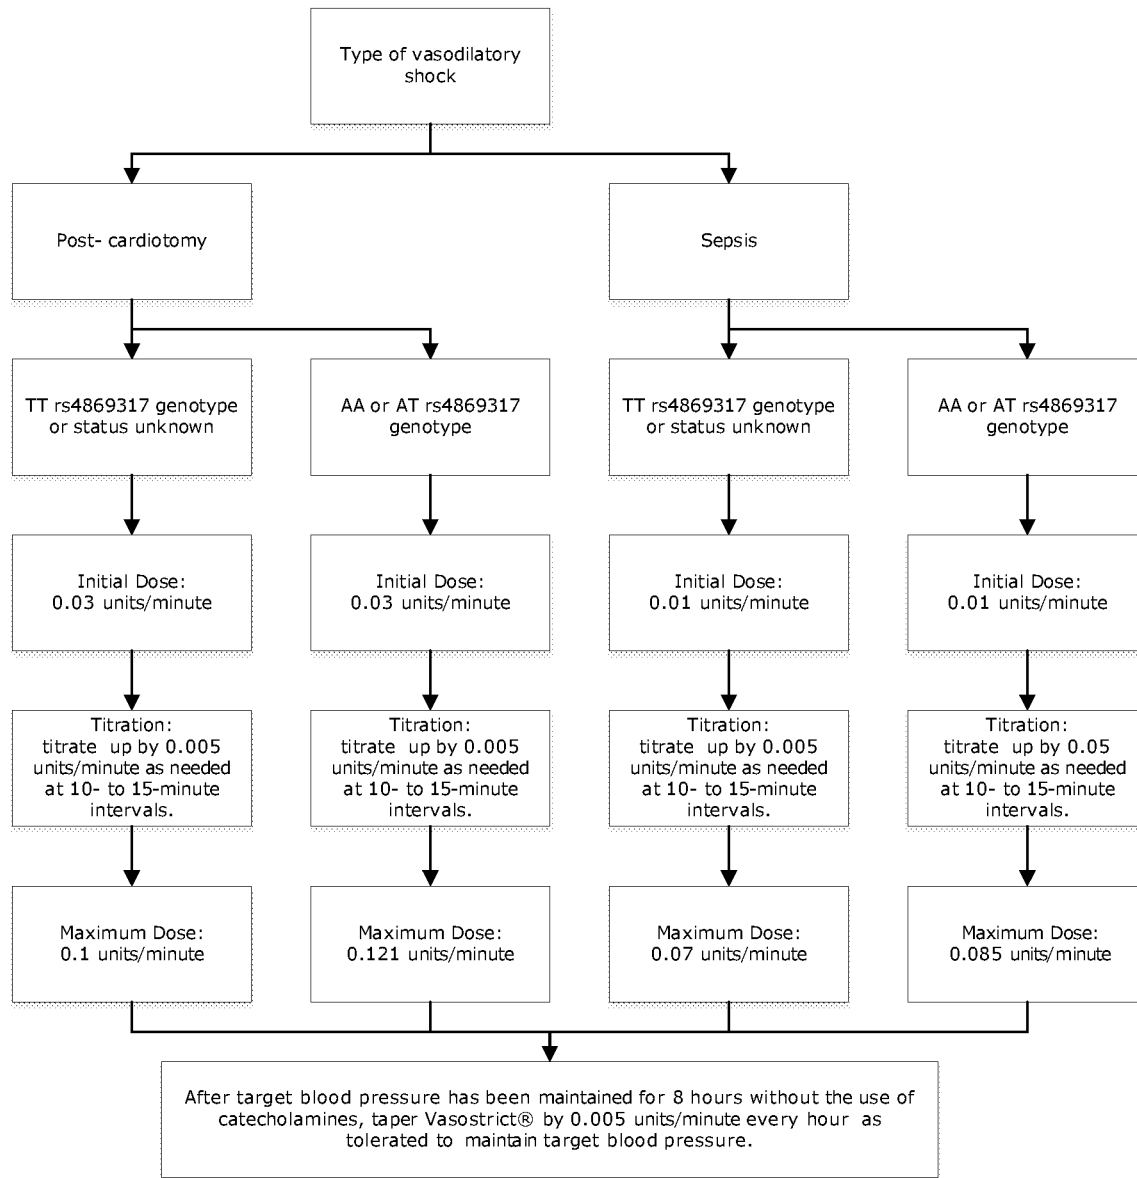 Type of vasodilatory
shock
Post- cardiotomy
Sepsis
TT rs4869317 genotype
or status unknown
AA or AT rs4869317
genotype
TT rs4869317 genotype
or status unknown
AA or AT rs4869317
genotype
Initial Dose:
0.03 units/minute
Initial Dose:
0.03 units/minute
Initial Dose:
0.01 units/minute
Initial Dose:
0.01 units/minute
Titration:
titrate up by 0.005
units/minute as needed
at 10- to 15-minute
intervals.
Titration:
titrate up by 0.005
units/minute as needed
at 10- to 15-minute
intervals.
Titration:
titrate up by 0.005
units/minute as needed
at 10- to 15-minute
intervals.
Titration:
titrate up by 0.05
units/minute as needed
at 10- to 15-minute
intervals.
Maximum Dose:
0.1 units/minute
Maximum Dose:
0.121 units/minute
Maximum Dose:
0.07 units/minute
Maximum Dose:
0.085 units/minute
After target blood pressure has been maintained for 8 hours without the use of
catecholamines, taper Vasostrict® by 0.005 units/minute every hour as
tolerated to maintain target blood pressure.